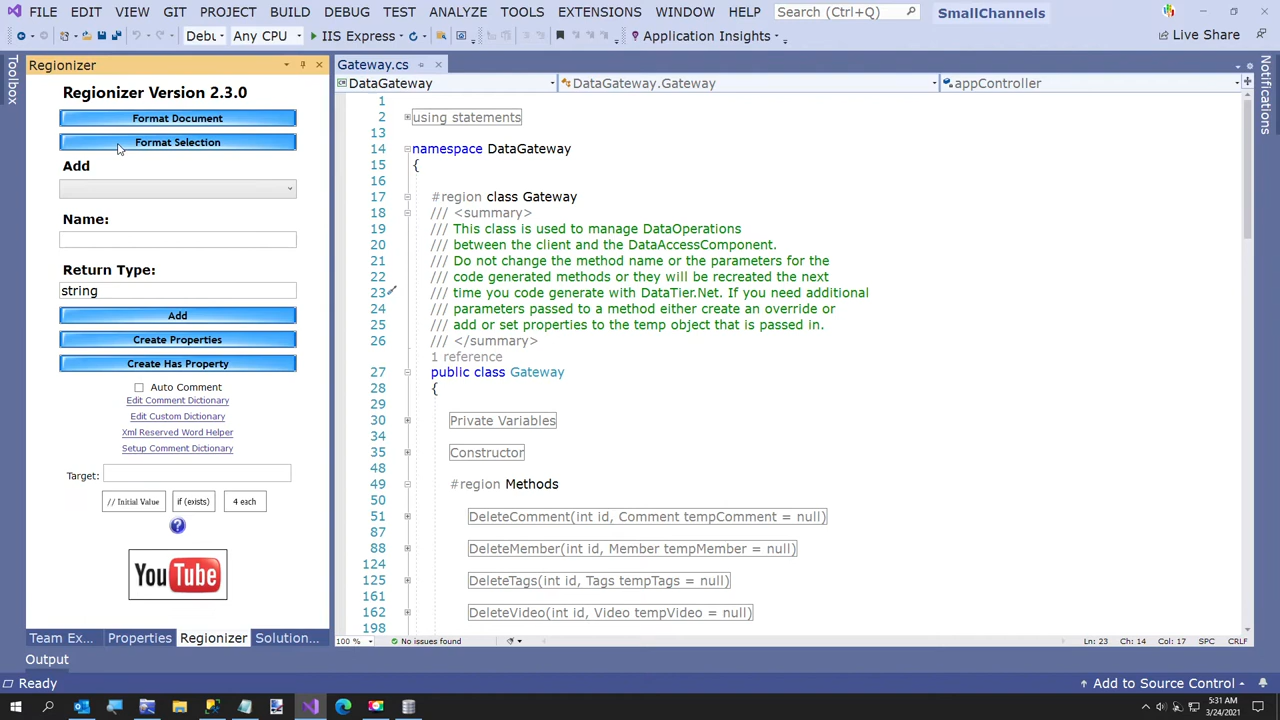 FILE EDIT VIEW GIT PROJECT BUILD DEBUG TEST ANALYZE TOOLS EXTENSIONS WINDOW HELP Search (Ctrl+Q) SmallChannels
Debu Any CPU IIS Express Application Insights Live Share
Toolbox
Regionizer
Regionizer Version 2.3.0
Format Document
Format Selection
Add
Name:
Return Type:
string
Add
Create Properties
Create Has Property
Auto Comment
Edit Comment Dictionary
Edit Custom Dictionary
Xml Reserved Word Helper
Setup Comment Dictionary
Target:
// Initial Value if (exists) 4 each
?
YouTube
Team Ex... Properties Regionizer Solution...
Gateway.cs
DataGateway DataGateway.Gateway appController
1
2 using statements
13
14 namespace DataGateway
15 {
16
17 #region class Gateway
18 /// <summary>
19 /// This class is used to manage DataOperations
20 /// between the client and the DataAccessComponent.
21 /// Do not change the method name or the parameters for the
22 /// code generated methods or they will be recreated the next
23 /// time you code generate with DataTier.Net. If you need additional
24 /// parameters passed to a method either create an override or
25 /// add or set properties to the temp object that is passed in.
26 /// </summary>
1 reference
27 public class Gateway
28 {
29
30 Private Variables
34
35 Constructor
48
49 #region Methods
50
51 DeleteComment(int id, Comment tempComment = null)
87
88 DeleteMember(int id, Member tempMember = null)
124
125 DeleteTags(int id, Tags tempTags = null)
161
162 DeleteVideo(int id, Video tempVideo = null)
198
100 % No issues found Ln: 23 Ch: 14 Col: 17 SPC CRLF
Notifications
Output
Ready Add to Source Control
5:31 AM
3/24/2021